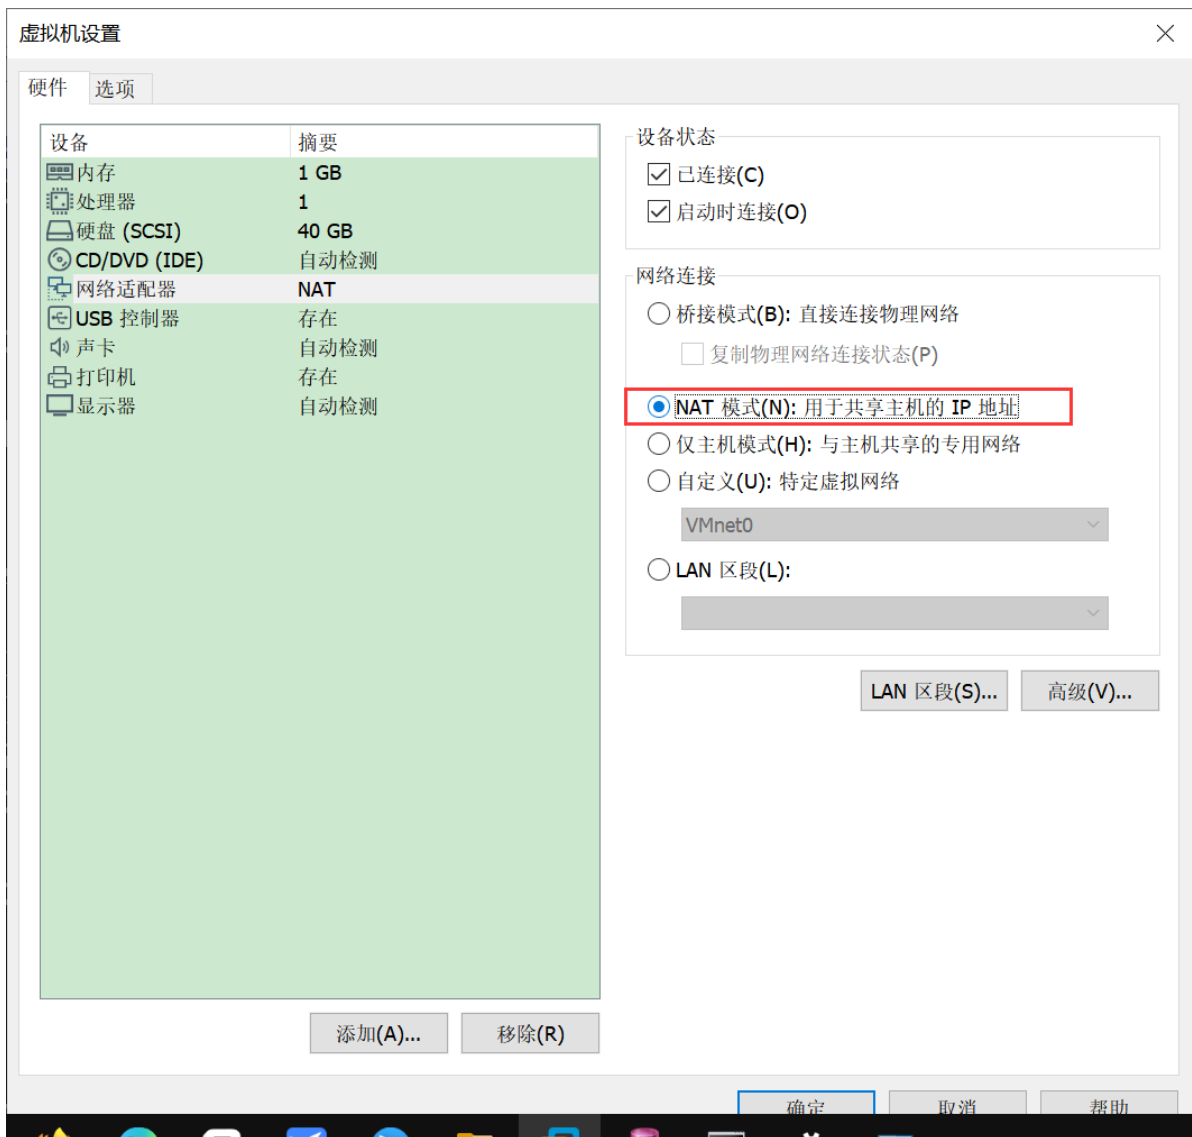 虚拟机设置
硬件 选项
设备 摘要
内存 1 GB
处理器 1
硬盘 (SCSI) 40 GB
CD/DVD (IDE) 自动检测
网络适配器 NAT
USB 控制器 存在
声卡 自动检测
打印机 存在
显示器 自动检测
添加(A)... 移除(R)
设备状态
已连接(C)
启动时连接(O)
网络连接
桥接模式(B): 直接连接物理网络
复制物理网络连接状态(P)
NAT 模式(N): 用于共享主机的 IP 地址
仅主机模式(H): 与主机共享的专用网络
自定义(U): 特定虚拟网络
VMnet0
LAN 区段(L):
LAN 区段(S)... 高级(V)...
确定 取消 帮助